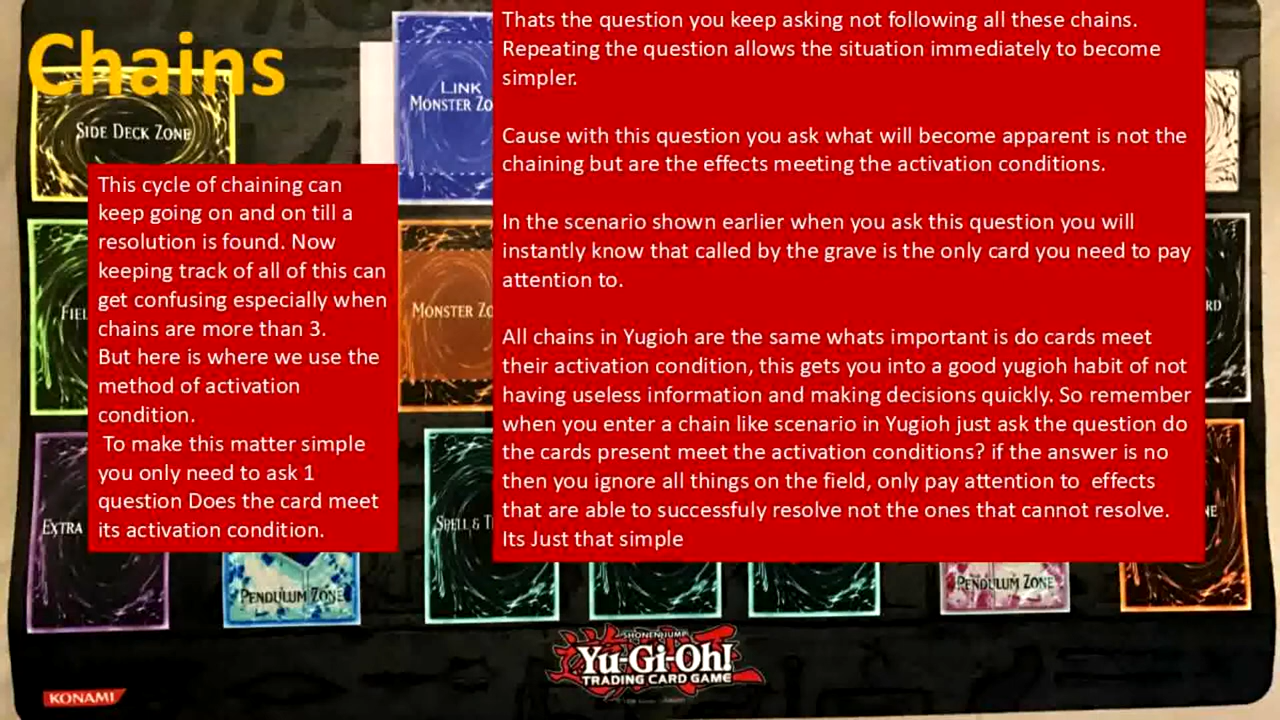 Chains
SIDE DECK ZONE
LINK
MONSTER ZO
This cycle of chaining can
keep going on and on till a
resolution is found. Now
keeping track of all of this can
get confusing especially when
chains are more than 3.
But here is where we use the
method of activation
condition.
To make this matter simple
you only need to ask 1
question Does the card meet
its activation condition.
Thats the question you keep asking not following all these chains.
Repeating the question allows the situation immediately to become
simpler.
Cause with this question you ask what will become apparent is not the
chaining but are the effects meeting the activation conditions.
In the scenario shown earlier when you ask this question you will
instantly know that called by the grave is the only card you need to pay
attention to.
All chains in Yugioh are the same whats important is do cards meet
their activation condition, this gets you into a good yugioh habit of not
having useless information and making decisions quickly. So remember
when you enter a chain like scenario in Yugioh just ask the question do
the cards present meet the activation conditions? if the answer is no
then you ignore all things on the field, only pay attention to  effects
that are able to successfuly resolve not the ones that cannot resolve.
Its Just that simple
FIEL
MONSTER ZO
RD
EXTRA
SPELL & T
NE
PENDULUM ZONE
PENDULUM ZONE
SHONEN JUMP
Yu-Gi-Oh!
TRADING CARD GAME
KONAMI